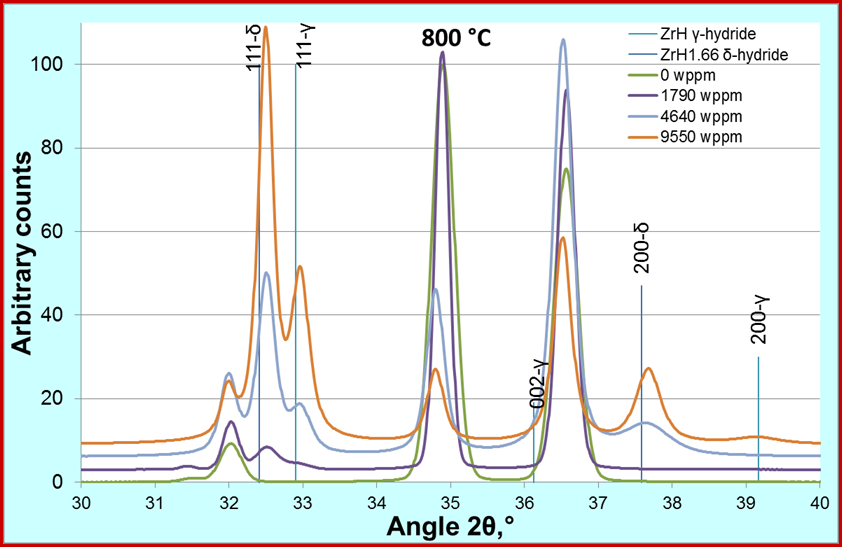 800 °C
111-δ
111-γ
ZrH γ-hydride
ZrH1.66 δ-hydride
0 wppm
1790 wppm
4640 wppm
9550 wppm
Arbitrary counts
100
80
60
40
20
0
002-γ
200-δ
200-γ
30
31
32
33
34
35
36
37
38
39
40
Angle 2θ,°